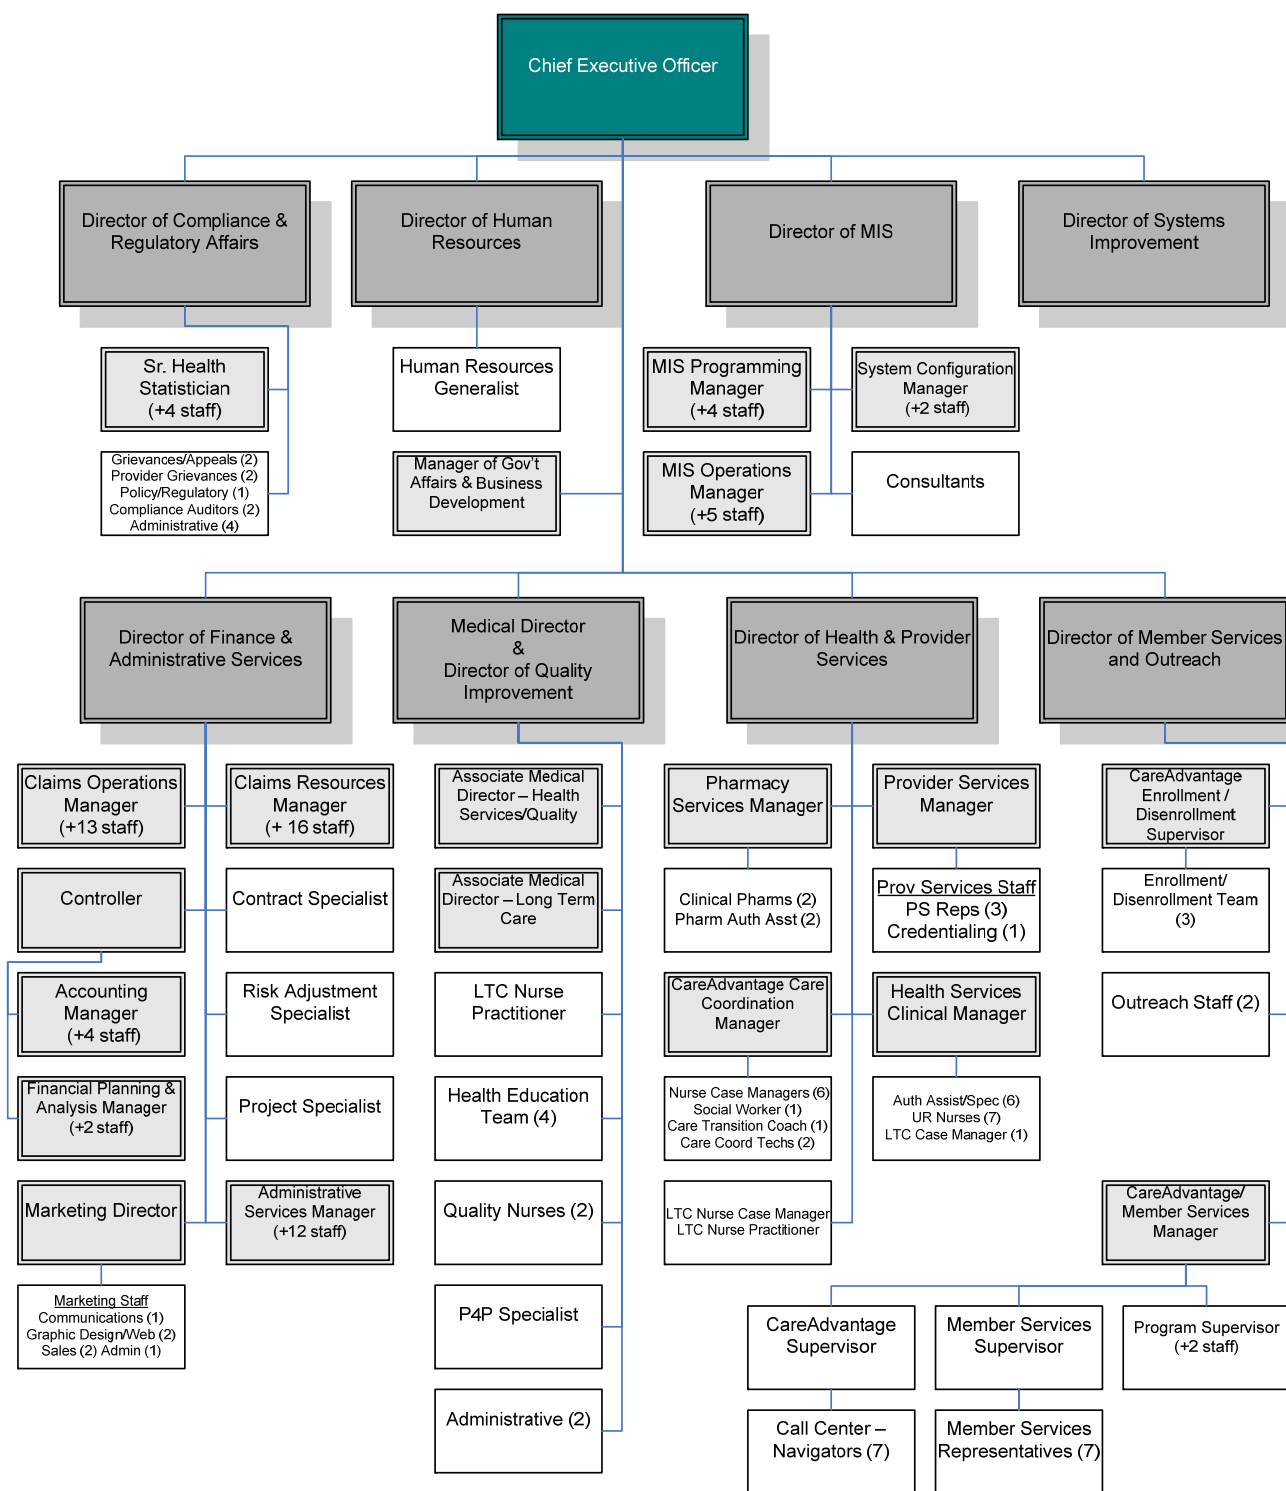 Chief Executive Officer
Director of Compliance &
Regulatory Affairs
Director of Human
Resources
Director of MIS
Director of Systems
Improvement
Sr. Health
Statistician
(+4 staff)
Human Resources
Generalist
MIS Programming
Manager
(+4 staff)
System Configuration
Manager
(+2 staff)
Grievances/Appeals (2)
Provider Grievances (2)
Policy/Regulatory (1)
Compliance Auditors (2)
Administrative (4)
Manager of Gov't
Affairs & Business
Development
MIS Operations
Manager
(+5 staff)
Consultants
Director of Finance &
Administrative Services
Medical Director
&
Director of Quality
Improvement
Director of Health & Provider
Services
Director of Member Services
and Outreach
Claims Operations
Manager
(+13 staff)
Claims Resources
Manager
(+ 16 staff)
Associate Medical
Director – Health
Services/Quality
Pharmacy
Services Manager
Provider Services
Manager
CareAdvantage
Enrollment /
Disenrollment
Supervisor
Controller
Contract Specialist
Associate Medical
Director – Long Term
Care
Clinical Pharms (2)
Pharm Auth Asst (2)
Prov Services Staff
PS Reps (3)
Credentialing (1)
Enrollment/
Disenrollment Team
(3)
Accounting
Manager
(+4 staff)
Risk Adjustment
Specialist
LTC Nurse
Practitioner
CareAdvantage Care
Coordination
Manager
Health Services
Clinical Manager
Outreach Staff (2)
Financial Planning &
Analysis Manager
(+2 staff)
Project Specialist
Health Education
Team (4)
Nurse Case Managers (6)
Social Worker (1)
Care Transition Coach (1)
Care Coord Techs (2)
Auth Assist/Spec (6)
UR Nurses (7)
LTC Case Manager (1)
Marketing Director
Administrative
Services Manager
(+12 staff)
Quality Nurses (2)
LTC Nurse Case Manager
LTC Nurse Practitioner
CareAdvantage/
Member Services
Manager
Marketing Staff
Communications (1)
Graphic Design/Web (2)
Sales (2) Admin (1)
P4P Specialist
CareAdvantage
Supervisor
Member Services
Supervisor
Program Supervisor
(+2 staff)
Administrative (2)
Call Center –
Navigators (7)
Member Services
Representatives (7)